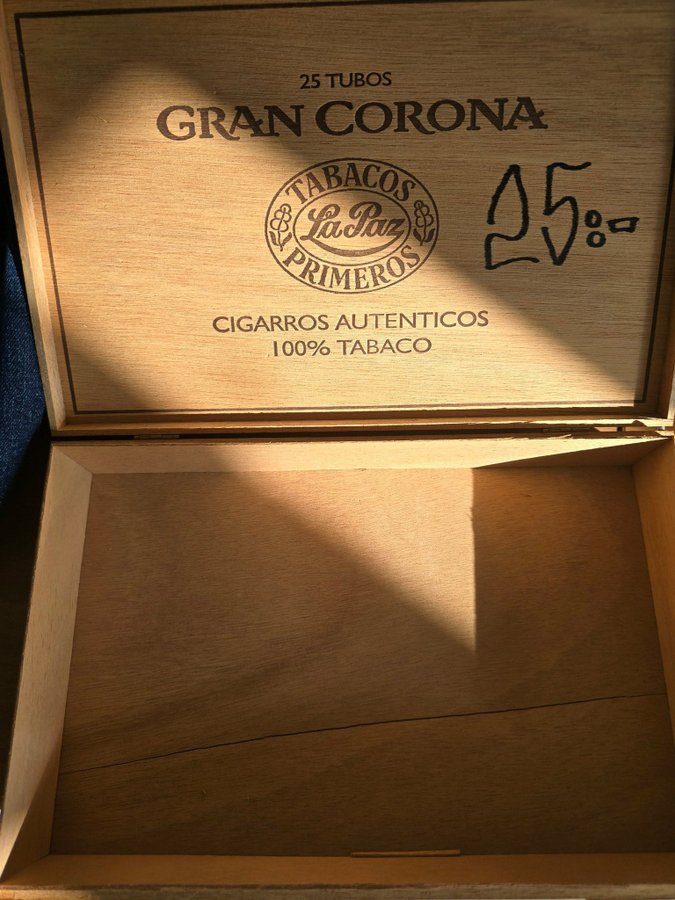 25 TUBOS
GRAN CORONA
TABACOS
La Paz
PRIMEROS
25:-
CIGARROS AUTENTICOS
100% TABACO